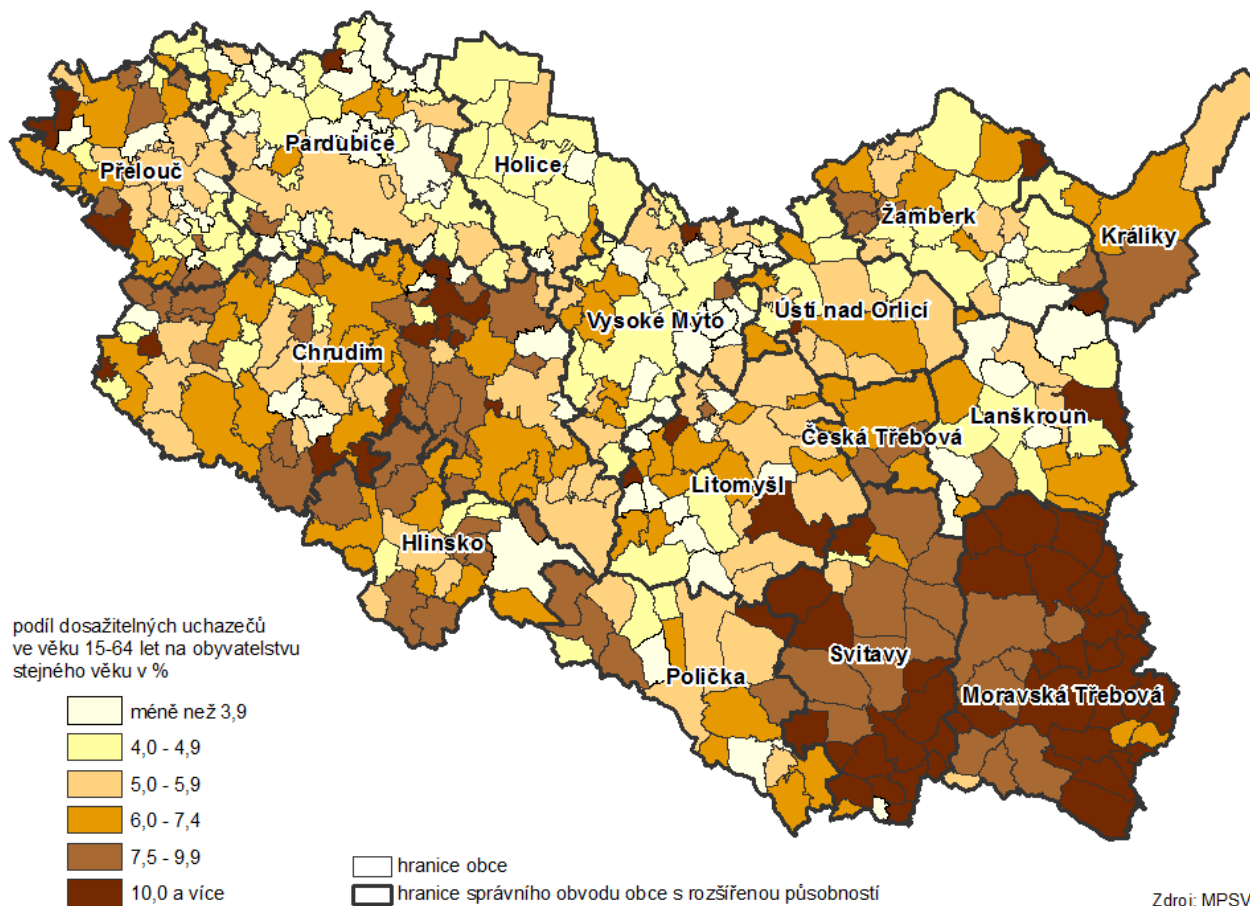 Pardubice
Holice
Přelouč
Žamberk
Králíky
Vysoké Mýto
Ústí nad Orlicí
Chrudim
Lanškroun
Česká Třebová
Litomyšl
Hlinsko
Svitavy
Polička
Moravská Třebová
podíl dosažitelných uchazečů
ve věku 15-64 let na obyvatelstvu
stejného věku v %
méně než 3,9
4,0 - 4,9
5,0 - 5,9
6,0 - 7,4
7,5 - 9,9
10,0 a více
hranice obce
hranice správního obvodu obce s rozšířenou působností
Zdroj: MPSV